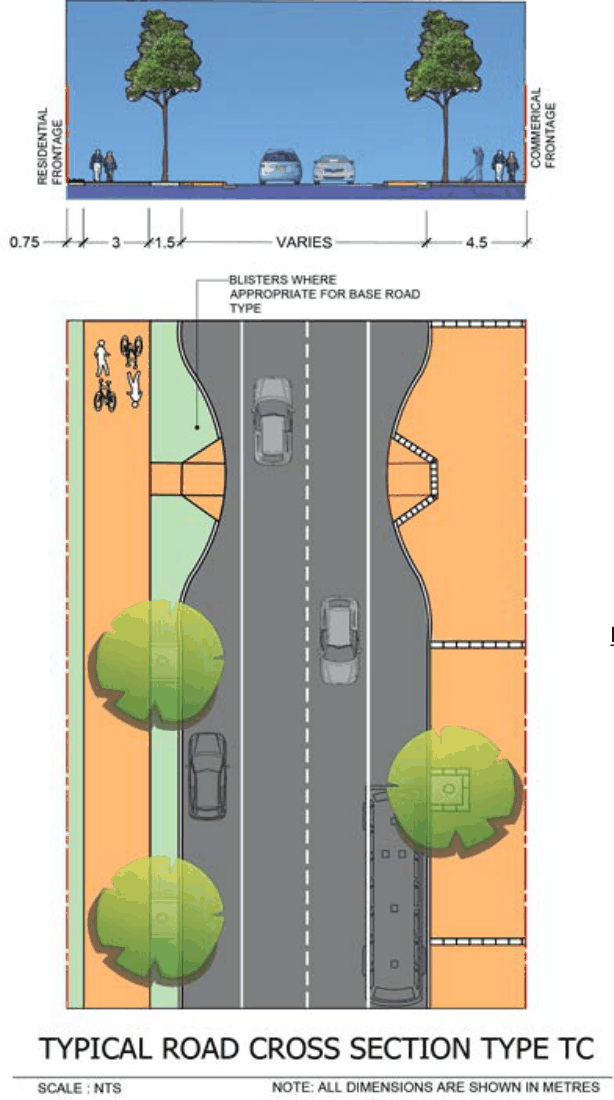 RESIDENTIAL
FRONTAGE
COMMERICAL
FRONTAGE
0.75
3
1.5
VARIES
4.5
BLISTERS WHERE
APPROPRIATE FOR BASE ROAD
TYPE
TYPICAL ROAD CROSS SECTION TYPE TC
SCALE : NTS
NOTE: ALL DIMENSIONS ARE SHOWN IN METRES